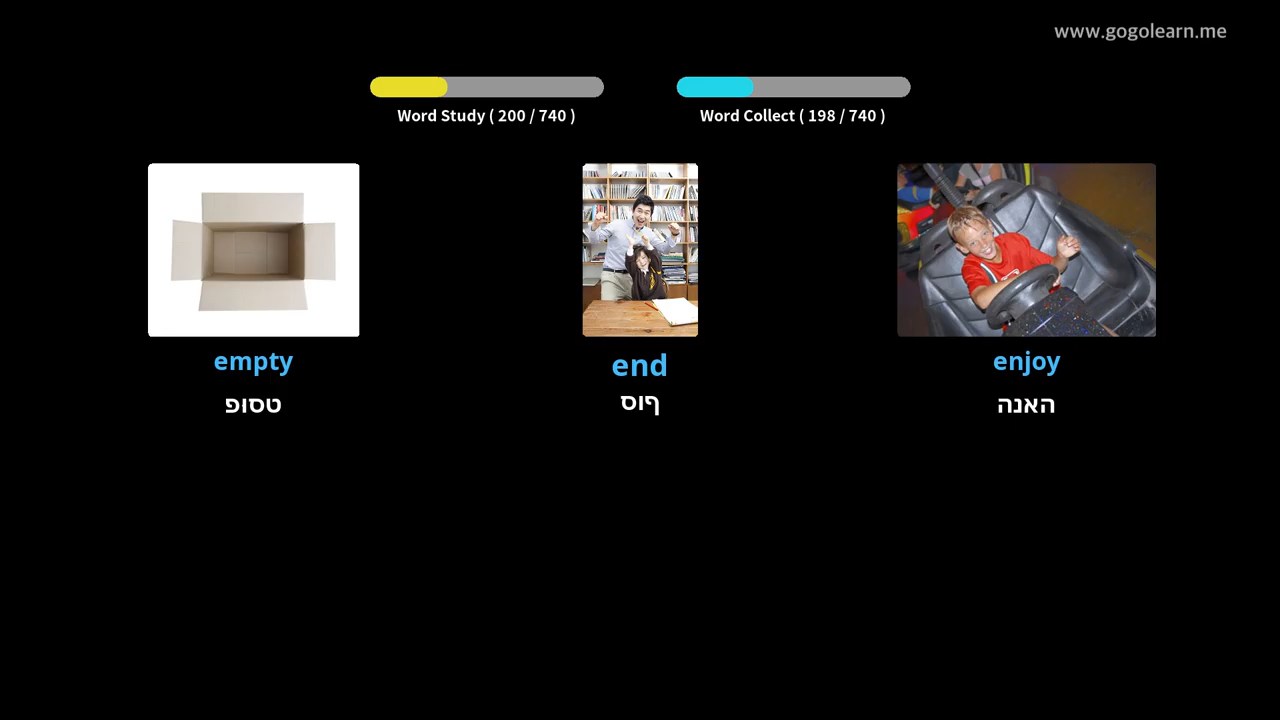 www.gogolearn.me
Word Study ( 200 / 740 )
Word Collect ( 198 / 740 )
empty
טסופ
end
ףוס
enjoy
האנה